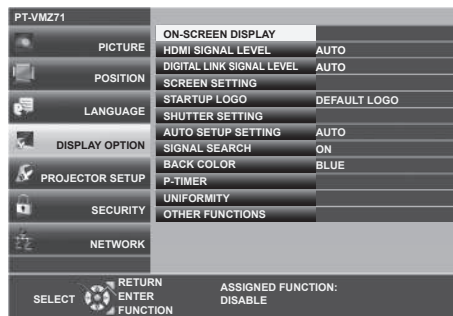 PT-VMZ71
PICTURE
POSITION
LANGUAGE
DISPLAY OPTION
PROJECTOR SETUP
SECURITY
NETWORK
ON-SCREEN DISPLAY
HDMI SIGNAL LEVEL AUTO
DIGITAL LINK SIGNAL LEVEL AUTO
SCREEN SETTING
STARTUP LOGO DEFAULT LOGO
SHUTTER SETTING
AUTO SETUP SETTING AUTO
SIGNAL SEARCH ON
BACK COLOR BLUE
P-TIMER
UNIFORMITY
OTHER FUNCTIONS
SELECT
RETURN
ENTER
FUNCTION
ASSIGNED FUNCTION:
DISABLE